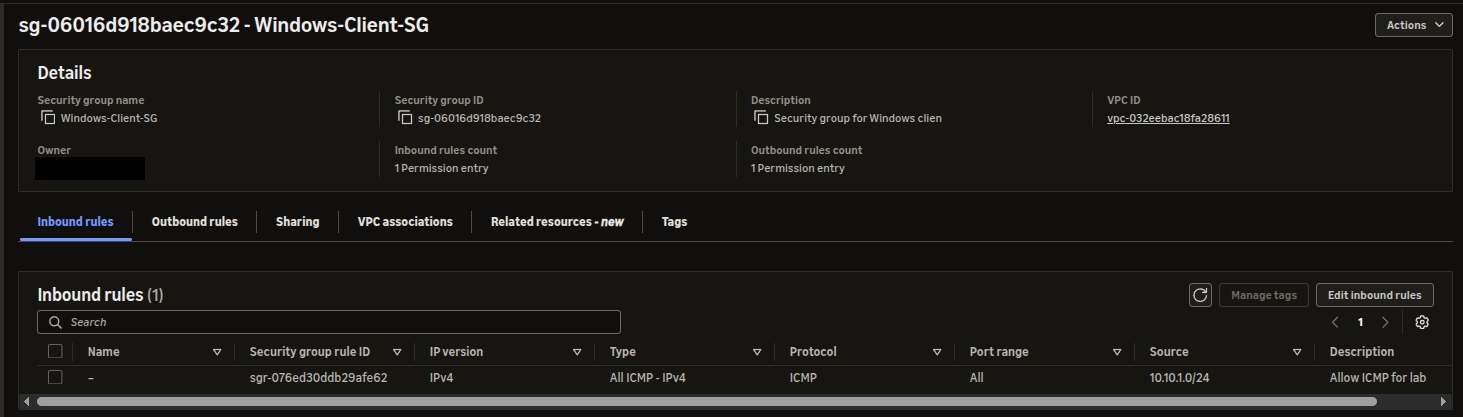 sg-06016d918baec9c32 - Windows-Client-SG
Actions
Details
Security group name
Windows-Client-SG
Security group ID
sg-06016d918baec9c32
Description
Security group for Windows clien
VPC ID
vpc-032eebac18fa28611
Owner
Inbound rules count
1 Permission entry
Outbound rules count
1 Permission entry
Inbound rules Outbound rules Sharing VPC associations Related resources - new Tags
Inbound rules (1)
Manage tags
Edit inbound rules
Search
1
Name Security group rule ID IP version Type Protocol Port range Source Description
– sgr-076ed30ddb29afe62 IPv4 All ICMP - IPv4 ICMP All 10.10.1.0/24 Allow ICMP for lab